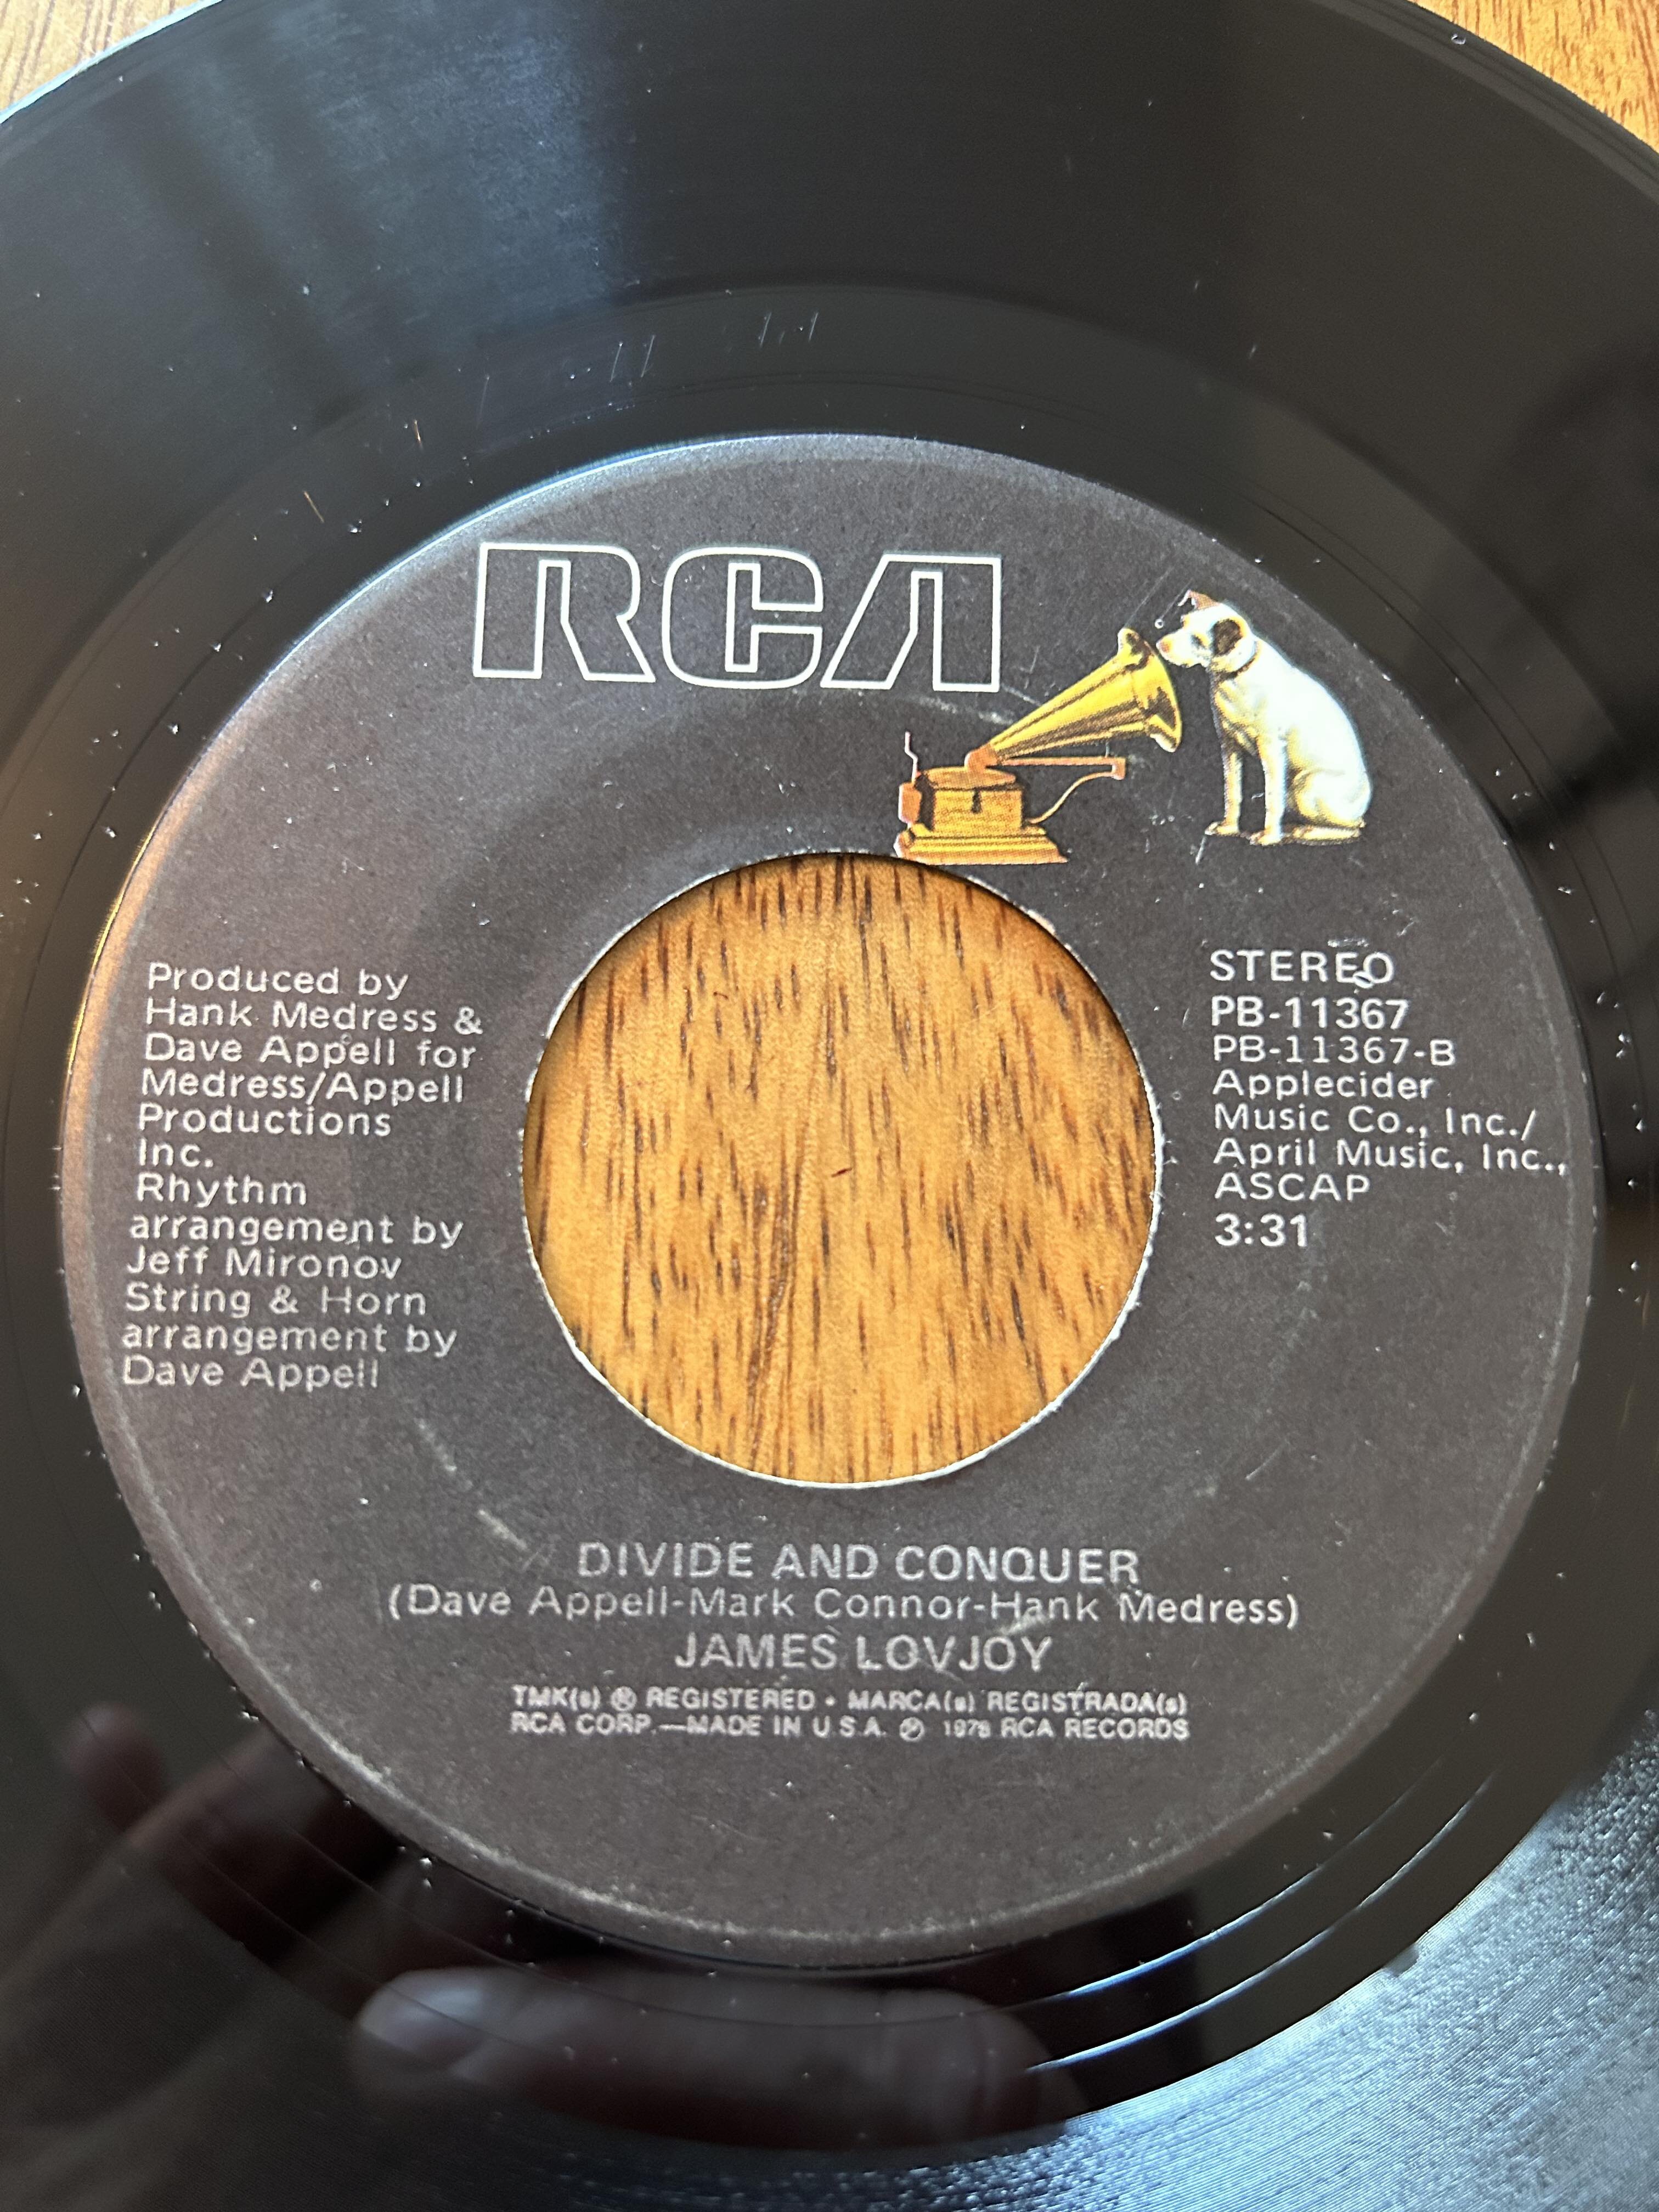 RCA
Produced by
Hank Medress &
Dave Appell for
Medress/Appell
Productions
Inc.
Rhythm
arrangement by
Jeff Mironov
String & Horn
arrangement by
Dave Appell
STEREO
S
PB-11367
PB-11367-B
Applecider
Music Co., Inc./
April Music, Inc.,
ASCAP
3:31
DIVIDE AND CONQUER
(Dave Appell-Mark Connor-Hank Medress)
JAMES LOVJOY
TMK(s) ® REGISTERED • MARCA(s) REGISTRADA(s)
RCA CORP.—MADE IN U.S.A. ℗ 1978 RCA RECORDS